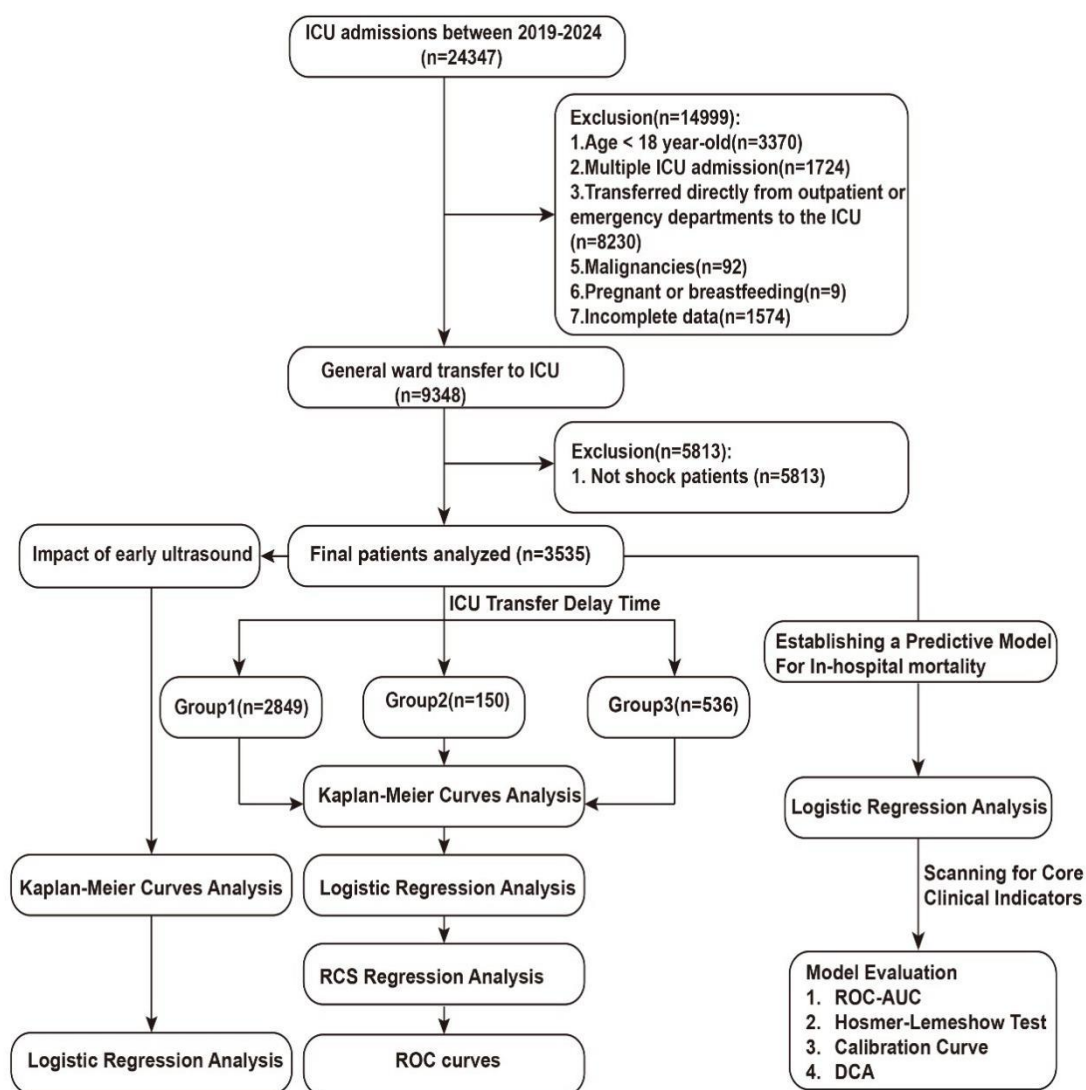 ICU admissions between 2019-2024
(n=24347)
Exclusion(n=14999):
1.Age < 18 year-old(n=3370)
2.Multiple ICU admission(n=1724)
3.Transferred directly from outpatient or
emergency departments to the ICU
(n=8230)
5.Malignancies(n=92)
6.Pregnant or breastfeeding(n=9)
7.Incomplete data(n=1574)
General ward transfer to ICU
(n=9348)
Exclusion(n=5813):
1. Not shock patients (n=5813)
Impact of early ultrasound
Final patients analyzed (n=3535)
ICU Transfer Delay Time
Establishing a Predictive Model
For In-hospital mortality
Group1(n=2849)
Group2(n=150)
Group3(n=536)
Kaplan-Meier Curves Analysis
Logistic Regression Analysis
Kaplan-Meier Curves Analysis
Logistic Regression Analysis
Scanning for Core
Clinical Indicators
RCS Regression Analysis
Model Evaluation
1. ROC-AUC
2. Hosmer-Lemeshow Test
3. Calibration Curve
4. DCA
Logistic Regression Analysis
ROC curves